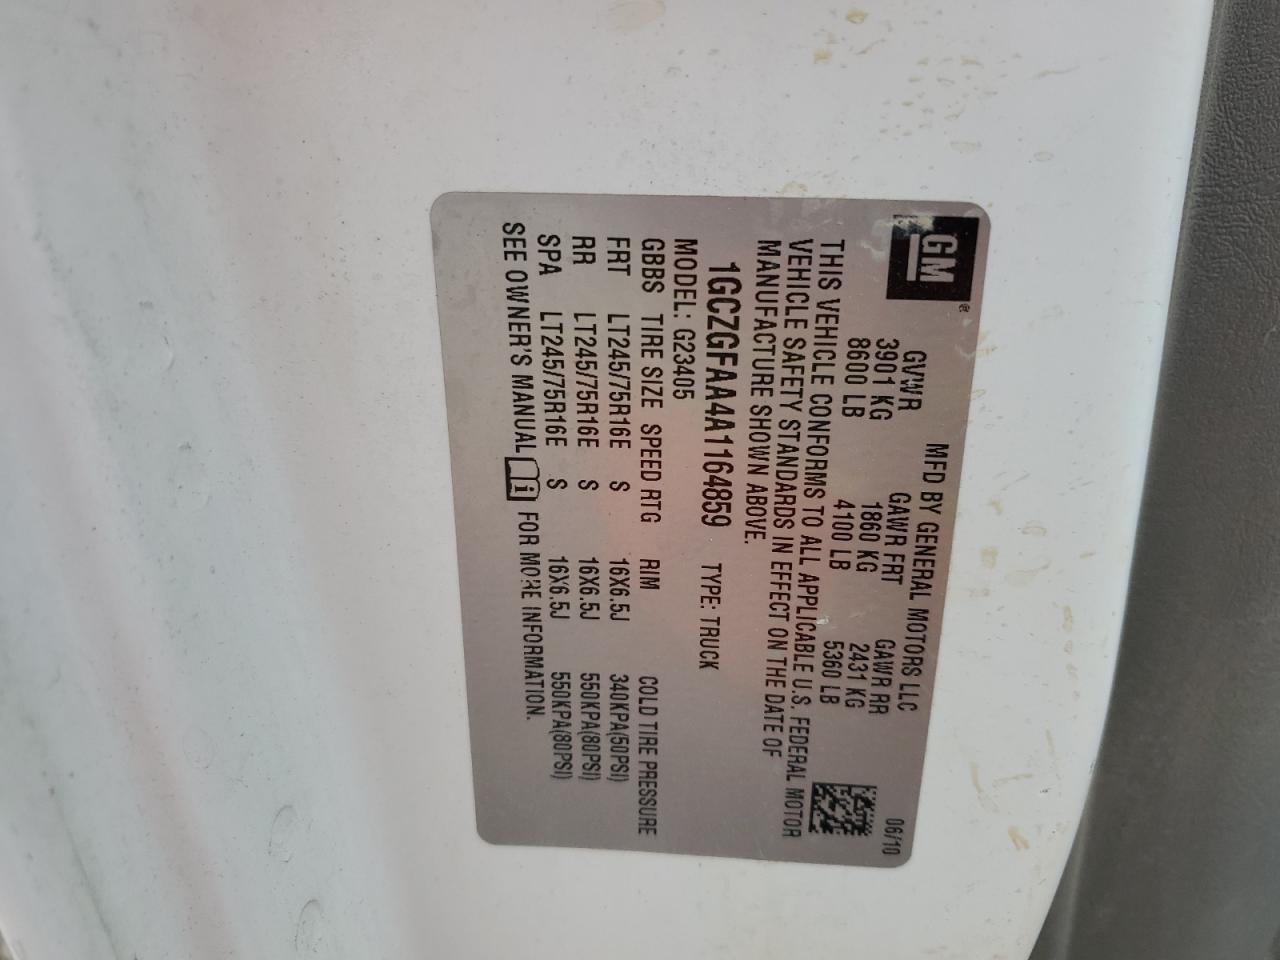 GM®
MFD BY GENERAL MOTORS LLC 06/10
GVWR GAWR FRT GAWR RR
3901 KG 1860 KG 2431 KG
8600 LB 4100 LB 5360 LB
THIS VEHICLE CONFORMS TO ALL APPLICABLE U.S. FEDERAL MOTOR
VEHICLE SAFETY STANDARDS IN EFFECT ON THE DATE OF
MANUFACTURE SHOWN ABOVE.
1GCZGFAA4A1164859 TYPE: TRUCK
MODEL: G23405
GBBS TIRE SIZE SPEED RTG RIM COLD TIRE PRESSURE
FRT LT245/75R16E S 16X6.5J 340KPA(50PSI)
RR LT245/75R16E S 16X6.5J 550KPA(80PSI)
SPA LT245/75R16E S 16X6.5J 550KPA(80PSI)
SEE OWNER'S MANUAL i FOR MORE INFORMATION.